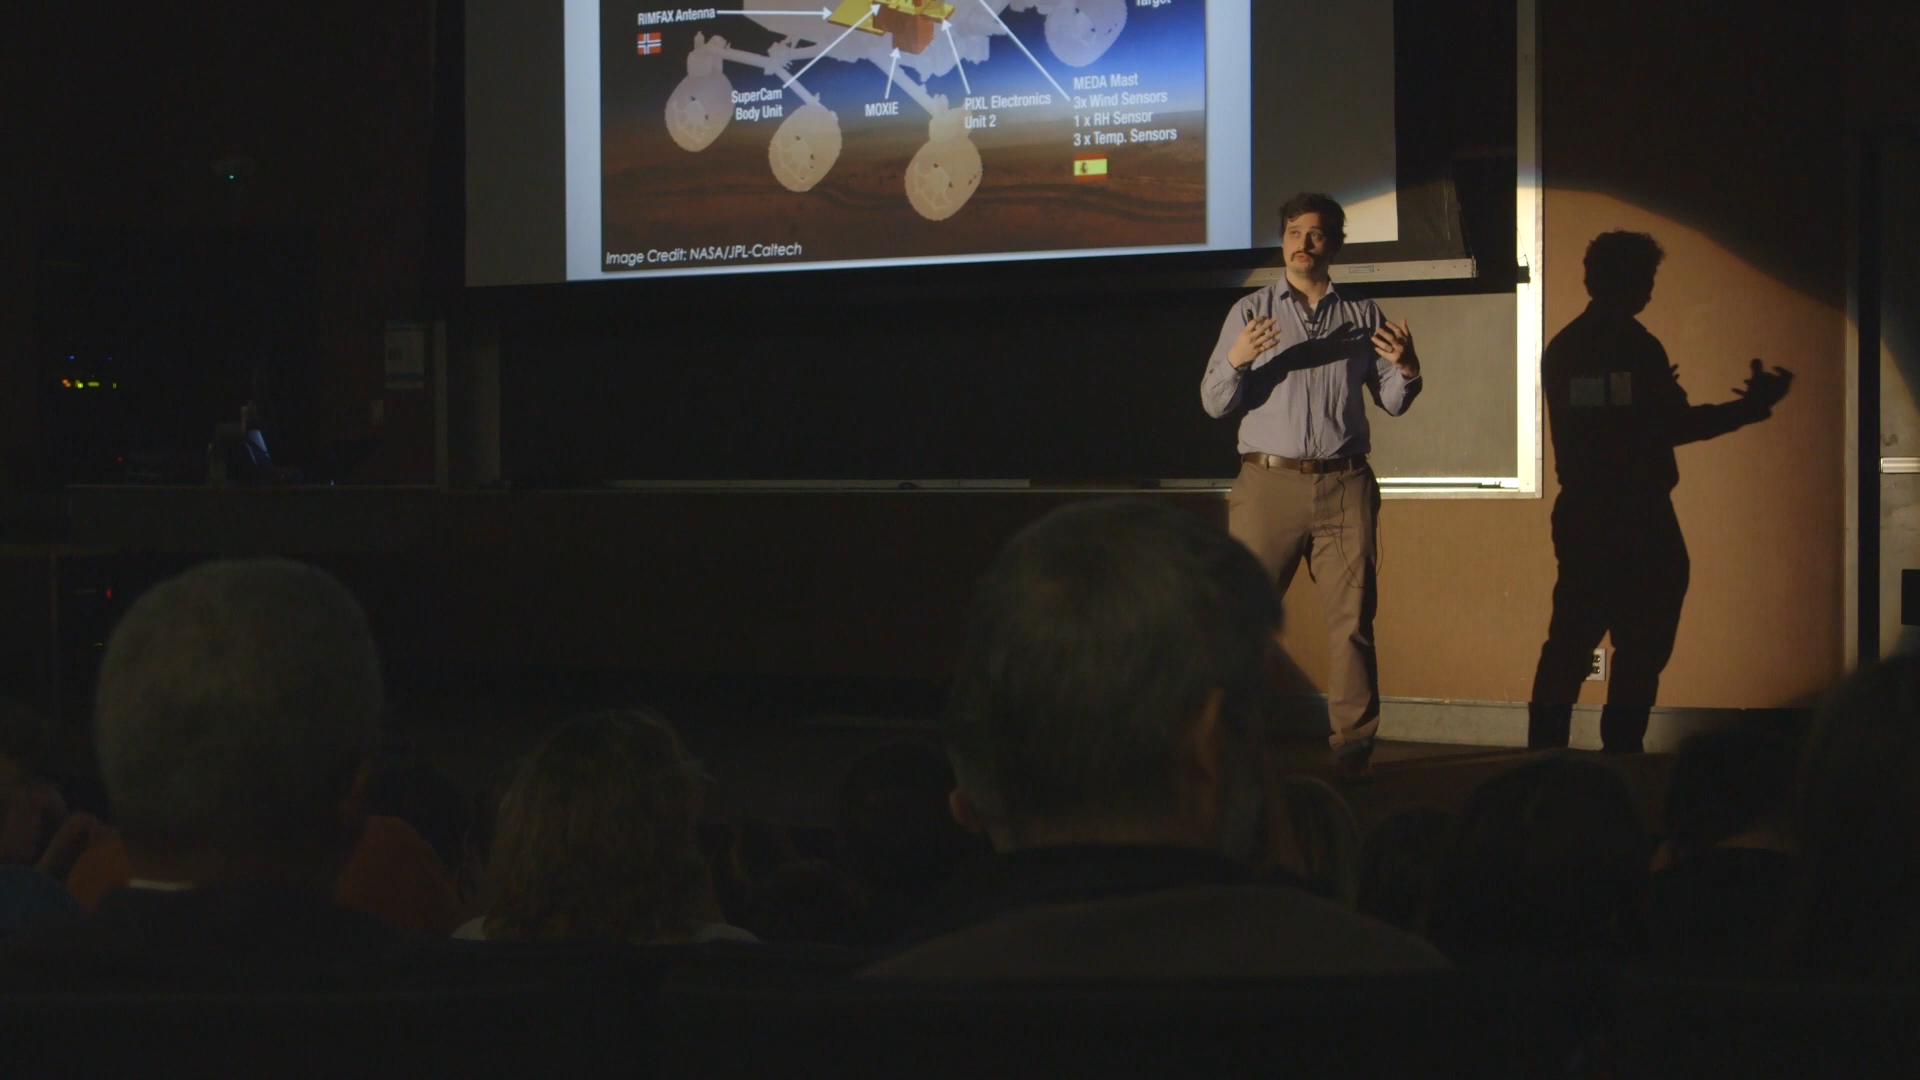 RIMFAX Antenna
SuperCam
Body Unit
MOXIE
PIXL Electronics
Unit 2
Target
MEDA Mast
3x Wind Sensors
1 x RH Sensor
3 x Temp. Sensors
Image Credit: NASA/JPL-Caltech